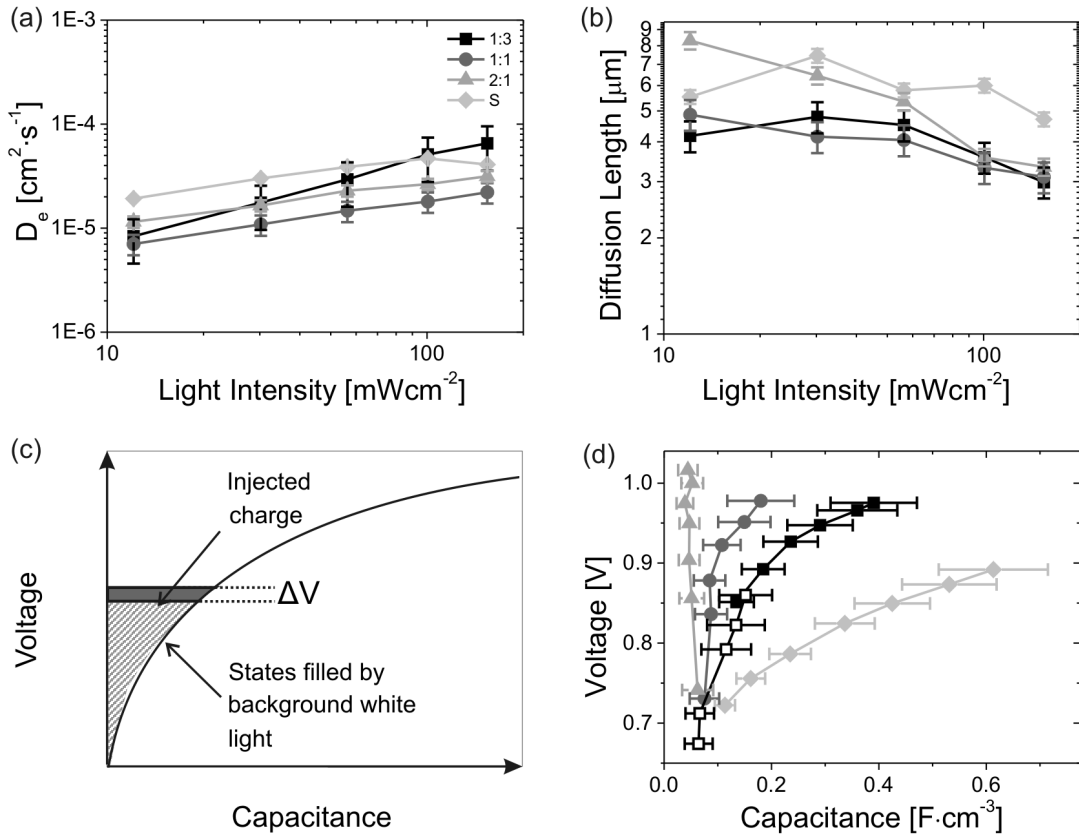 (a)
1E-3
1E-4
1E-5
1E-6
Dₑ [cm²·s⁻¹]
1:3
1:1
2:1
S
10
100
Light Intensity [mWcm⁻²]
(b)
9
8
7
6
5
4
3
2
1
Diffusion Length [μm]
10
100
Light Intensity [mWcm⁻²]
(c)
Voltage
Injected
charge
ΔV
States filled by
background white
light
Capacitance
(d)
1.0
0.9
0.8
0.7
Voltage [V]
0.0
0.2
0.4
0.6
Capacitance [F·cm⁻³]